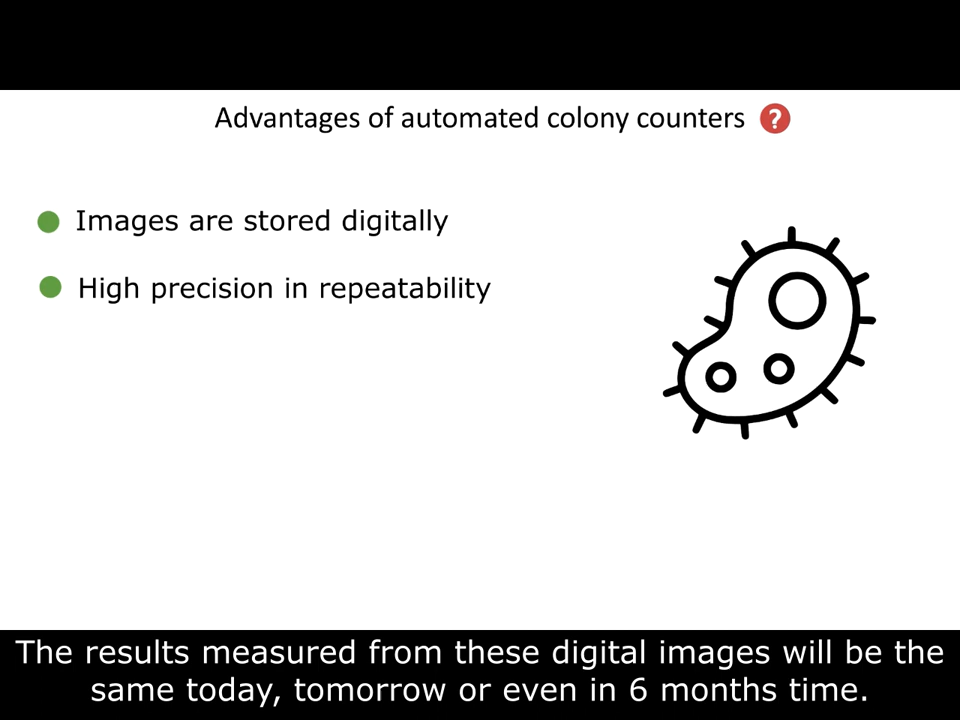 Advantages of automated colony counters ?
Images are stored digitally
High precision in repeatability
The results measured from these digital images will be the
same today, tomorrow or even in 6 months time.